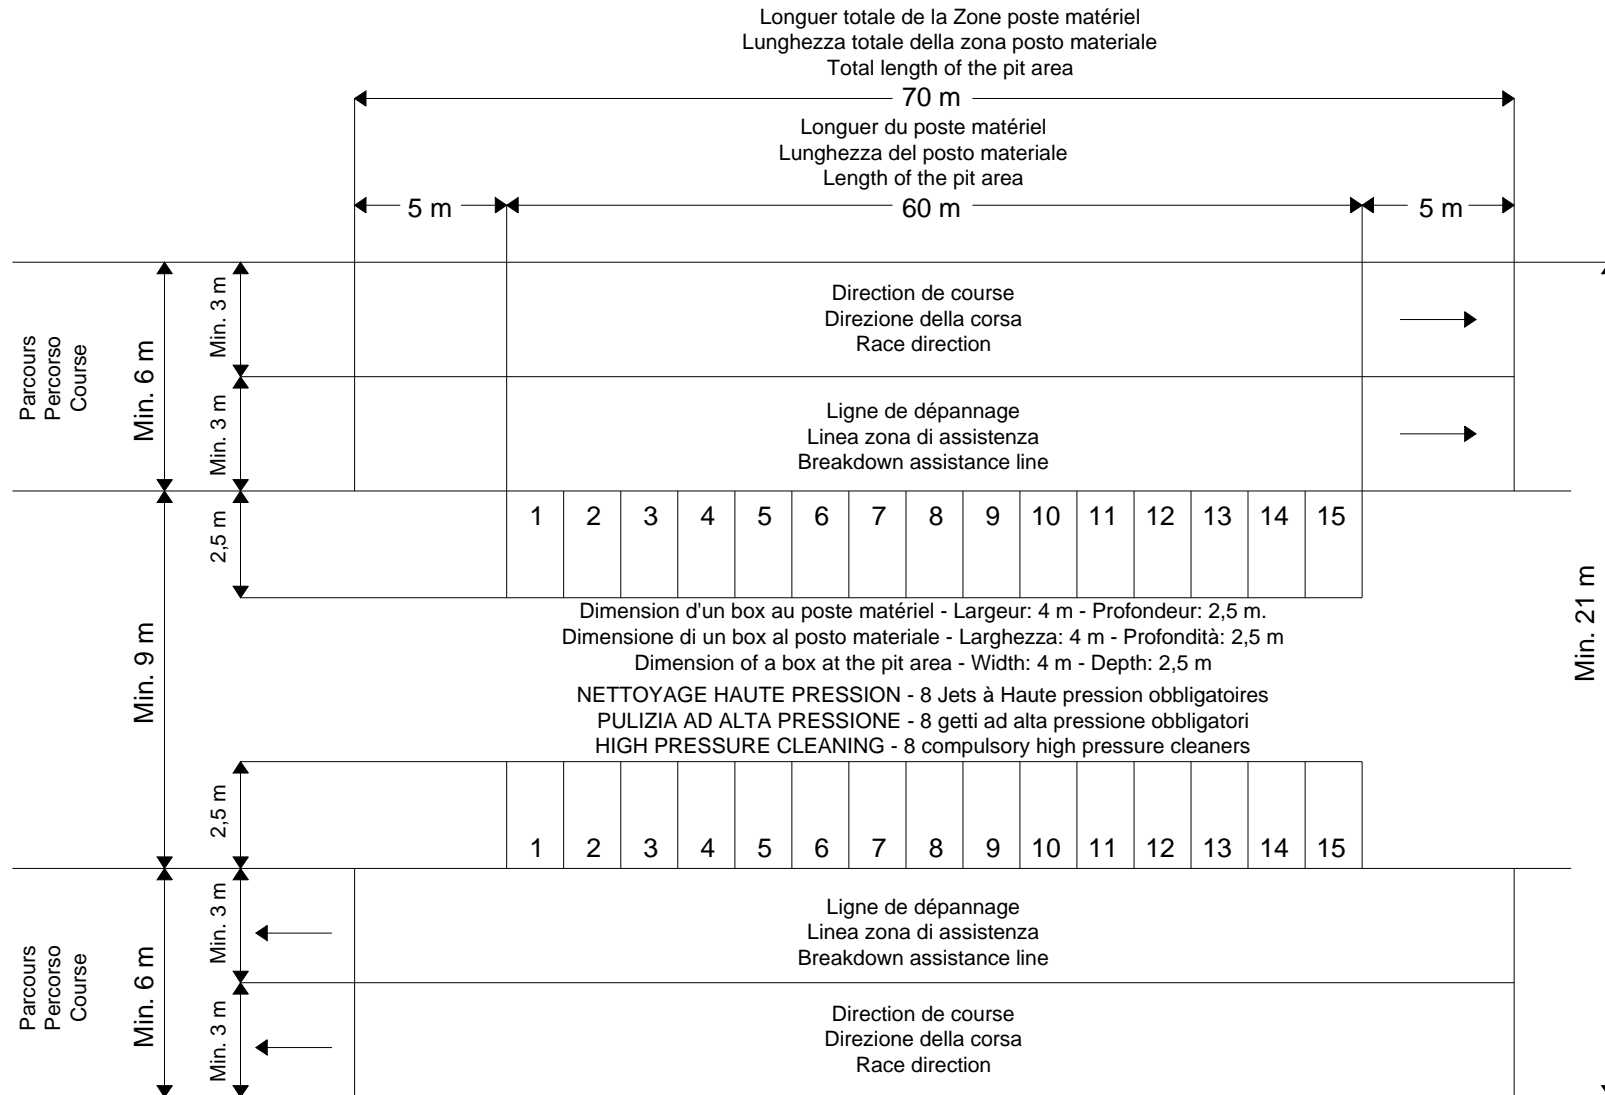 Longuer totale de la Zone poste matériel
Lunghezza totale della zona posto materiale
Total length of the pit area
70 m
Longuer du poste matériel
Lunghezza del posto materiale
Length of the pit area
5 m
60 m
5 m
Parcours
Percorso
Course
Min. 6 m
Min. 3 m
Direction de course
Direzione della corsa
Race direction
Min. 3 m
Ligne de dépannage
Linea zona di assistenza
Breakdown assistance line
2,5 m
1 2 3 4 5 6 7 8 9 10 11 12 13 14 15
Min. 9 m
Min. 21 m
Dimension d'un box au poste matériel - Largeur: 4 m - Profondeur: 2,5 m.
Dimensione di un box al posto materiale - Larghezza: 4 m - Profondità: 2,5 m
Dimension of a box at the pit area - Width: 4 m - Depth: 2,5 m
NETTOYAGE HAUTE PRESSION - 8 Jets à Haute pression obbligatoires
PULIZIA AD ALTA PRESSIONE - 8 getti ad alta pressione obbligatori
HIGH PRESSURE CLEANING - 8 compulsory high pressure cleaners
2,5 m
1 2 3 4 5 6 7 8 9 10 11 12 13 14 15
Parcours
Percorso
Course
Min. 6 m
Min. 3 m
Ligne de dépannage
Linea zona di assistenza
Breakdown assistance line
Min. 3 m
Direction de course
Direzione della corsa
Race direction